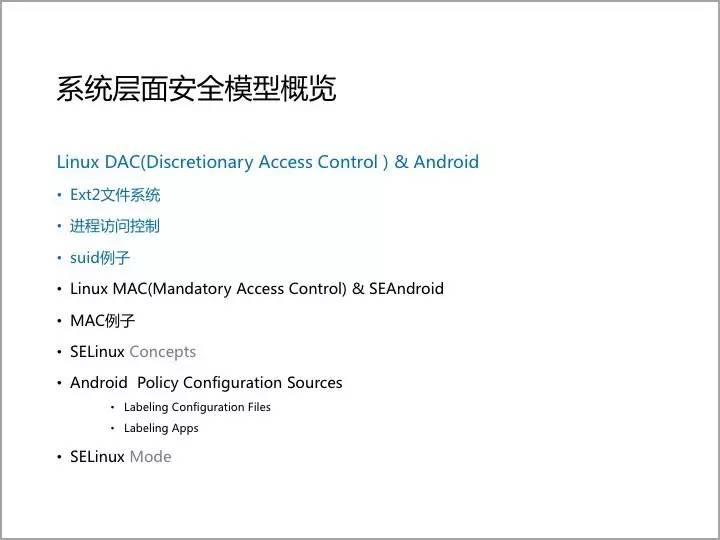 系统层面安全模型概览
Linux DAC(Discretionary Access Control ) & Android
• Ext2文件系统
• 进程访问控制
• suid例子
• Linux MAC(Mandatory Access Control) & SEAndroid
• MAC例子
• SELinux Concepts
• Android  Policy Configuration Sources
• Labeling Configuration Files
• Labeling Apps
• SELinux Mode